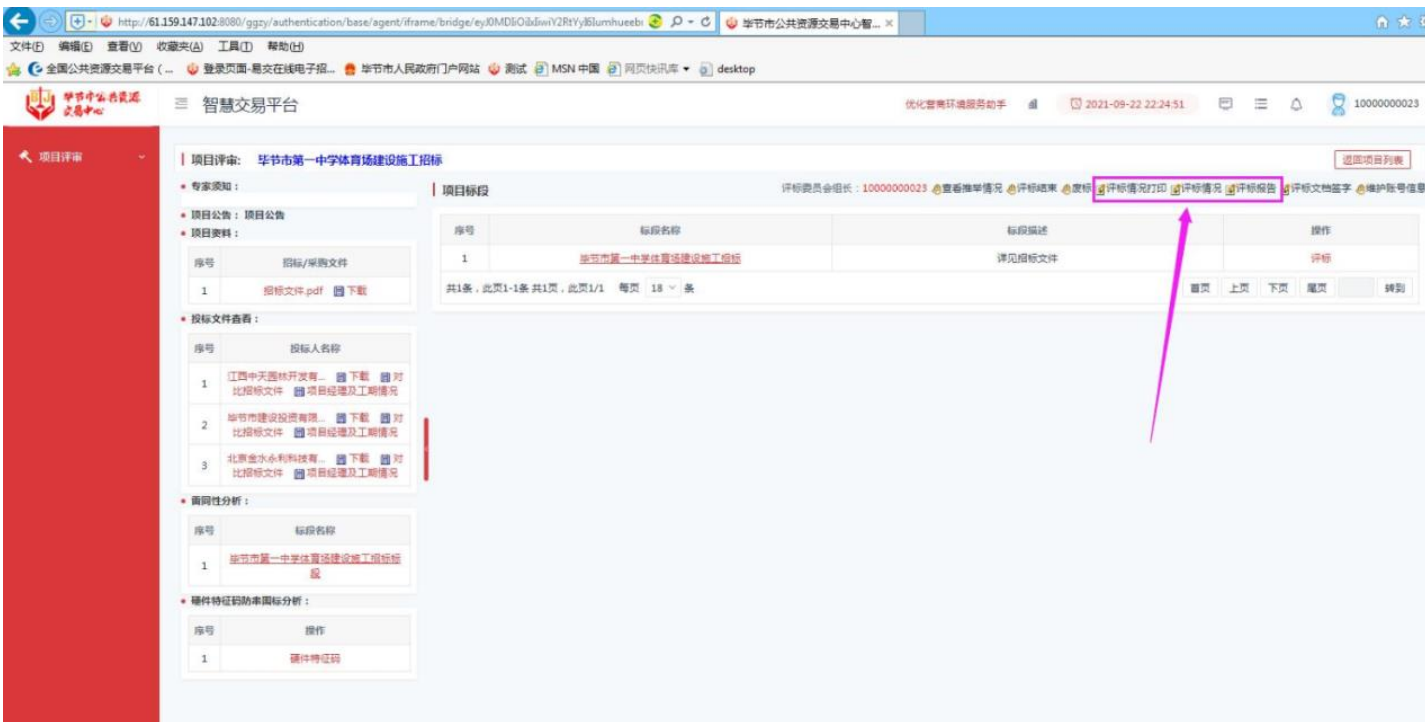 http://61.159.147.102:8080/ggzy/authentication/base/agent/iframe/bridge/
毕节市公共资源交易中心智...
文件(F) 编辑(E) 查看(V) 收藏夹(A) 工具(T) 帮助(H)
全国公共资源交易平台 (... 登录页面-易交在线电子招... 毕节市人民政府门户网站 测试 MSN 中国 网页快讯库 desktop
毕节市公共资源
交易中心
智慧交易平台
优化营商环境服务助手 2021-09-22 22:24:51 10000000023
项目评审
项目评审: 毕节市第一中学体育场建设施工招标
返回项目列表
专家须知：
项目公告：项目公告
项目资料：
序号 招标/采购文件
1 招标文件.pdf 下载
投标文件查看：
序号 投标人名称
1 江西中天园林开发有... 下载 对
比招标文件 项目经理及工期情况
2 毕节市建设投资有限... 下载 对
比招标文件 项目经理及工期情况
3 北京金水永利科技有... 下载 对
比招标文件 项目经理及工期情况
雷同性分析：
序号 标段名称
1 毕节市第一中学体育场建设施工招标标
段
硬件特征码防串围标分析：
序号 操作
1 硬件特征码
项目标段
评标委员会组长：10000000023 查看推举情况 评标结束 废标 评标情况打印 评标情况 评标报告 评标文档签字 维护账号信息
序号 标段名称 标段描述 操作
1 毕节市第一中学体育场建设施工招标 详见招标文件 评标
共1条，此页1-1条 共1页，此页1/1 每页 18 条
首页 上页 下页 尾页 转到